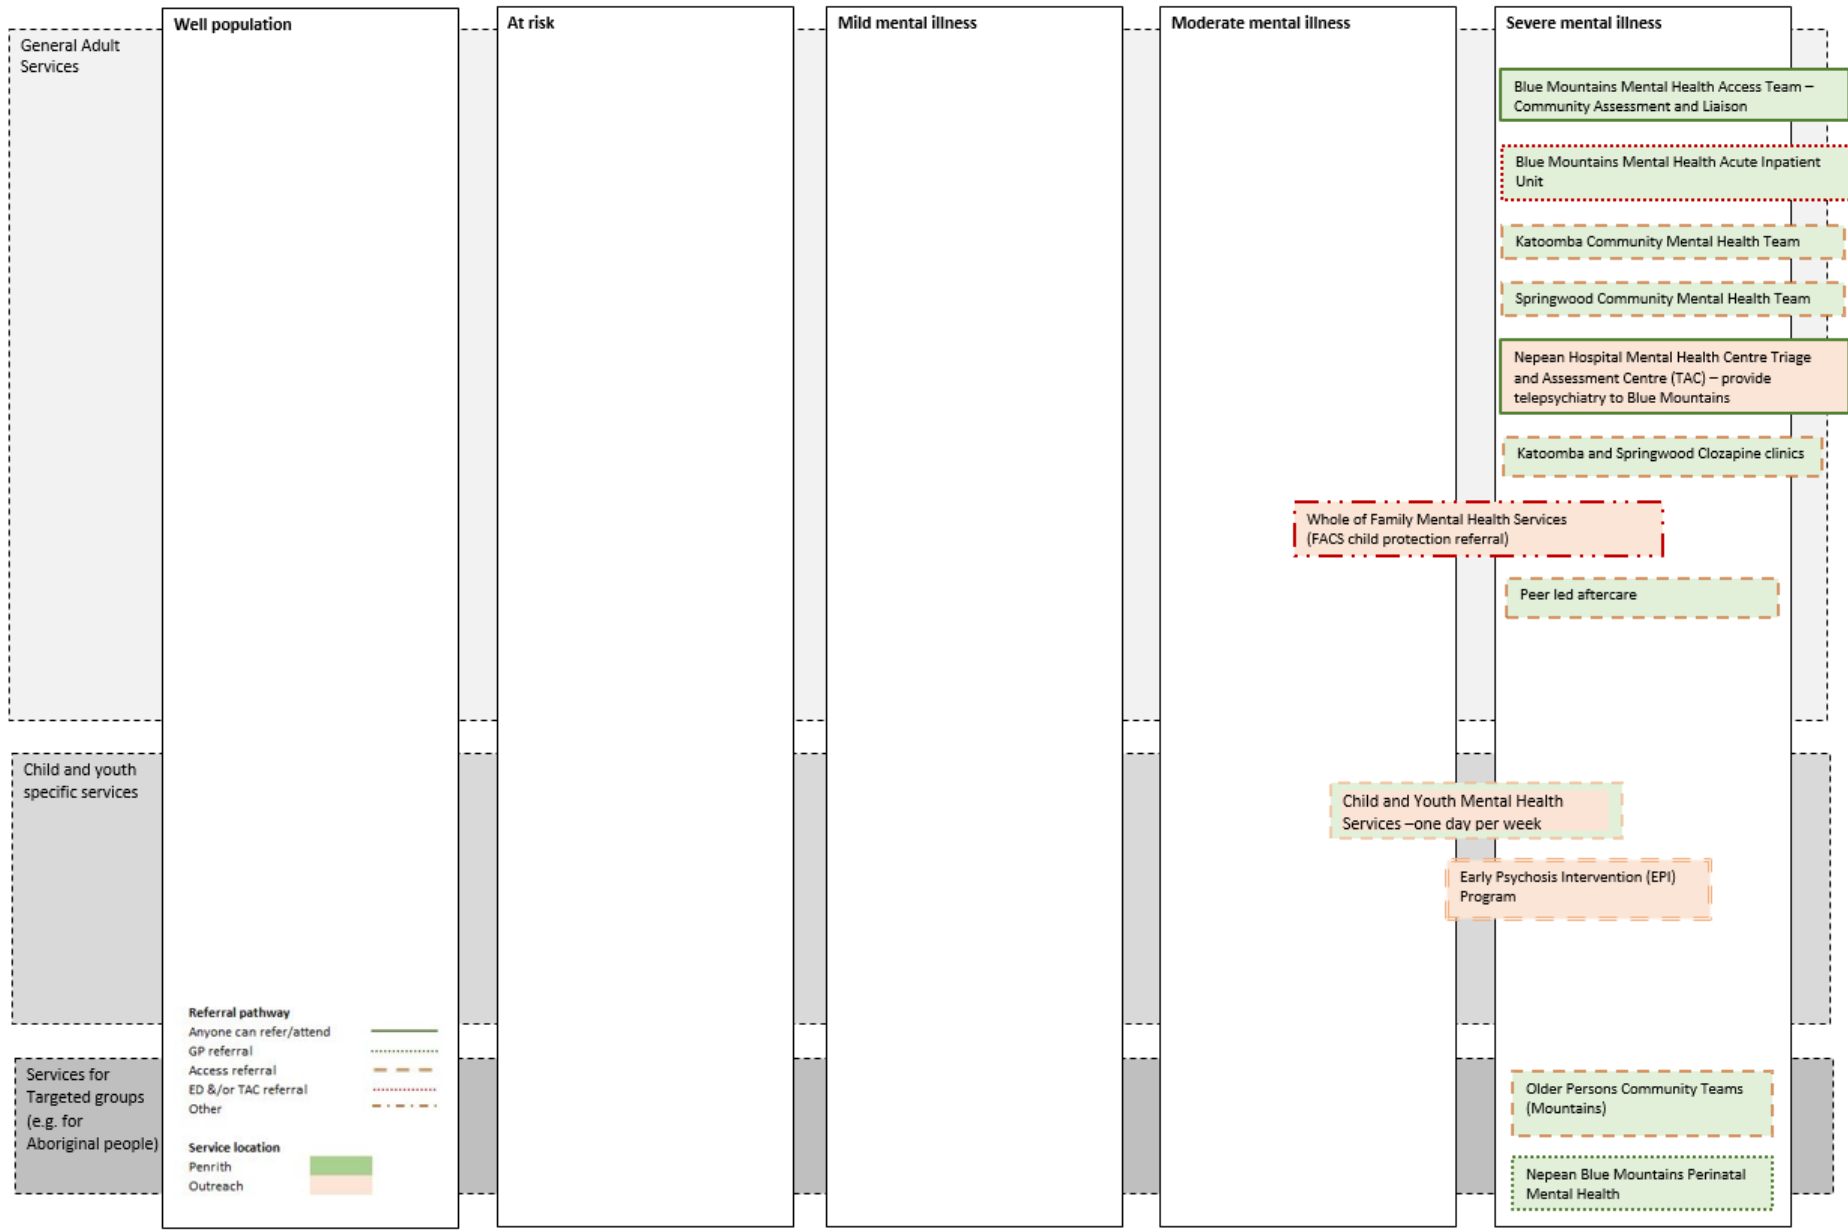 Well population
At risk
Mild mental illness
Moderate mental illness
Severe mental illness
General Adult
Services
Blue Mountains Mental Health Access Team –
Community Assessment and Liaison
Blue Mountains Mental Health Acute Inpatient
Unit
Katoomba Community Mental Health Team
Springwood Community Mental Health Team
Nepean Hospital Mental Health Centre Triage
and Assessment Centre (TAC) – provide
telepsychiatry to Blue Mountains
Katoomba and Springwood Clozapine clinics
Whole of Family Mental Health Services
(FACS child protection referral)
Peer led aftercare
Child and youth
specific services
Child and Youth Mental Health
Services –one day per week
Early Psychosis Intervention (EPI)
Program
Referral pathway
Anyone can refer/attend
GP referral
Access referral
ED &/or TAC referral
Other
Service location
Penrith
Outreach
Services for
Targeted groups
(e.g. for
Aboriginal people)
Older Persons Community Teams
(Mountains)
Nepean Blue Mountains Perinatal
Mental Health